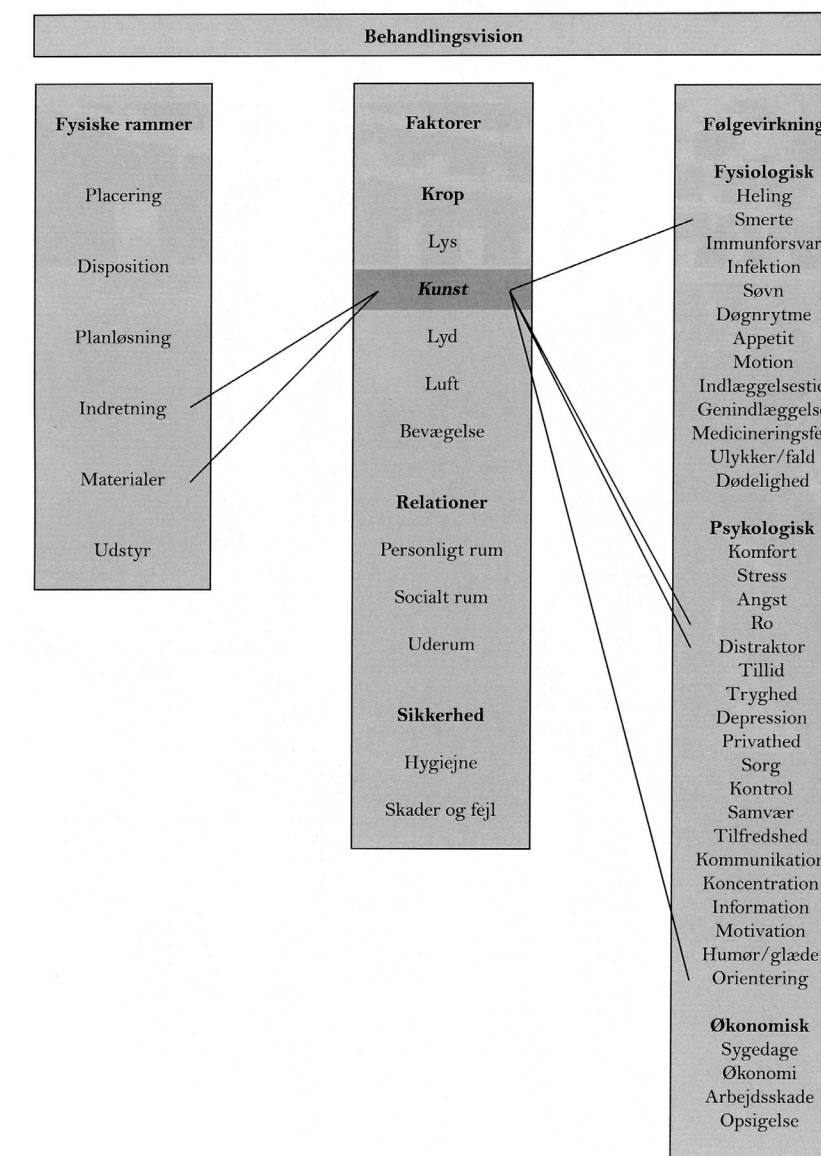 Behandlingsvision
Fysiske rammer
Placering
Disposition
Planløsning
Indretning
Materialer
Udstyr
Faktorer
Krop
Lys
Kunst
Lyd
Luft
Bevægelse
Relationer
Personligt rum
Socialt rum
Uderum
Sikkerhed
Hygiejne
Skader og fejl
Følgevirkning
Fysiologisk
Heling
Smerte
Immunforsvar
Infektion
Søvn
Døgnrytme
Appetit
Motion
Indlæggelsestid
Genindlæggelse
Medicineringsfe
Ulykker/fald
Dødelighed
Psykologisk
Komfort
Stress
Angst
Ro
Distraktor
Tillid
Tryghed
Depression
Privathed
Sorg
Kontrol
Samvær
Tilfredshed
Kommunikation
Koncentration
Information
Motivation
Humør/glæde
Orientering
Økonomisk
Sygedage
Økonomi
Arbejdsskade
Opsigelse